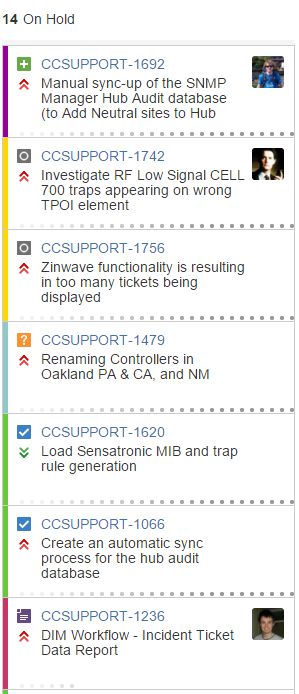 14 On Hold
CCSUPPORT-1692
Manual sync-up of the SNMP
Manager Hub Audit database
(to Add Neutral sites to Hub
CCSUPPORT-1742
Investigate RF Low Signal CELL
700 traps appearing on wrong
TPOI element
CCSUPPORT-1756
Zinwave functionality is resulting
in too many tickets being
displayed
CCSUPPORT-1479
Renaming Controllers in
Oakland PA & CA, and NM
CCSUPPORT-1620
Load Sensatronic MIB and trap
rule generation
CCSUPPORT-1066
Create an automatic sync
process for the hub audit
database
CCSUPPORT-1236
DIM Workflow - Incident Ticket
Data Report